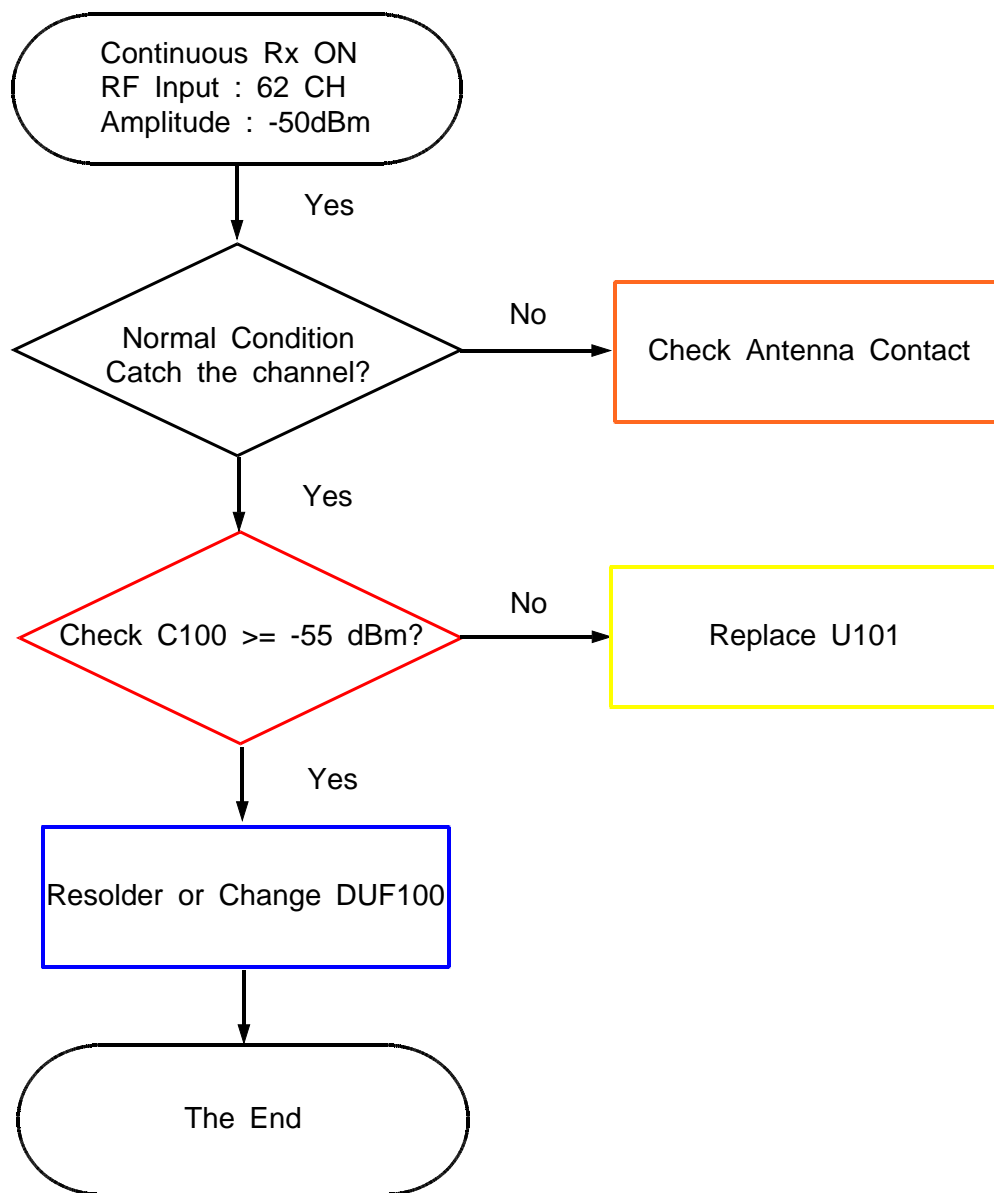 Continuous Rx ON
RF Input : 62 CH
Amplitude : -50dBm
Yes
Normal Condition
Catch the channel?
No
Check Antenna Contact
Yes
Check C100 >= -55 dBm?
No
Replace U101
Yes
Resolder or Change DUF100
The End